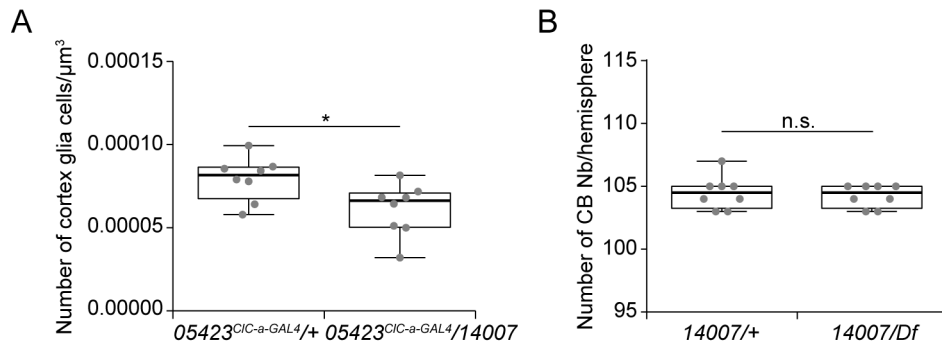 A
Number of cortex glia cells/µm³
0.00015
0.00010
0.00005
0.00000
*
05423ClC-a-GAL4/+ 05423ClC-a-GAL4/14007
B
Number of CB Nb/hemisphere
115
110
105
100
95
n.s.
14007/+ 14007/Df